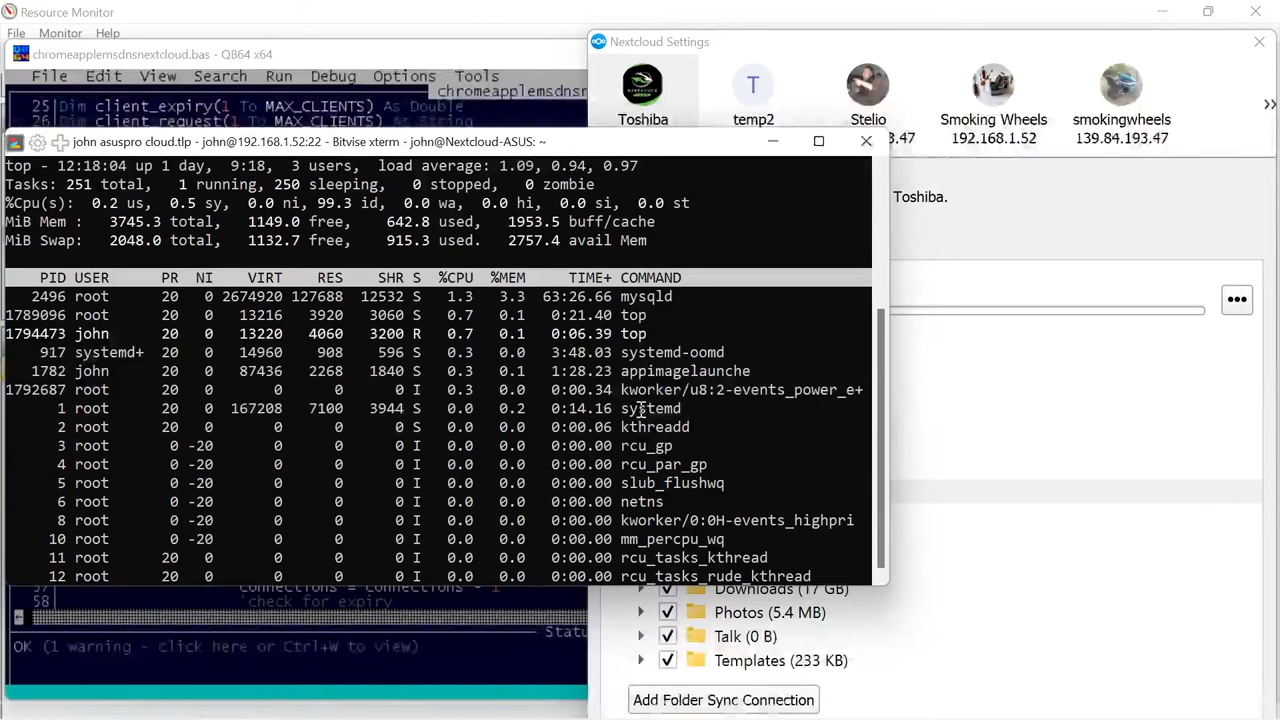 Resource Monitor
File Monitor Help
chromeapplemsdnsnextcloud.bas - QB64 x64
File Edit View Search Run Debug Options Tools
chromeapplemsdnsn
25 Dim client_expiry(1 To MAX_CLIENTS) As Double
26 Dim client_request(1 To MAX_CLIENTS) As String
Nextcloud Settings
T
Toshiba temp2 Stelio Smoking Wheels smokingwheels
3.47 192.168.1.52 139.84.193.47
Toshiba.
john asuspro cloud.tlp - john@192.168.1.52:22 - Bitvise xterm - john@Nextcloud-ASUS: ~
top - 12:18:04 up 1 day, 9:18, 3 users, load average: 1.09, 0.94, 0.97
Tasks: 251 total, 1 running, 250 sleeping, 0 stopped, 0 zombie
%Cpu(s): 0.2 us, 0.5 sy, 0.0 ni, 99.3 id, 0.0 wa, 0.0 hi, 0.0 si, 0.0 st
MiB Mem : 3745.3 total, 1149.0 free, 642.8 used, 1953.5 buff/cache
MiB Swap: 2048.0 total, 1132.7 free, 915.3 used. 2757.4 avail Mem
PID USER PR NI VIRT RES SHR S %CPU %MEM TIME+ COMMAND
2496 root 20 0 2674920 127688 12532 S 1.3 3.3 63:26.66 mysqld
1789096 root 20 0 13216 3920 3060 S 0.7 0.1 0:21.40 top
1794473 john 20 0 13220 4060 3200 R 0.7 0.1 0:06.39 top
917 systemd+ 20 0 14960 908 596 S 0.3 0.0 3:48.03 systemd-oomd
1782 john 20 0 87436 2268 1840 S 0.3 0.1 1:28.23 appimagelaunche
1792687 root 20 0 0 0 0 I 0.3 0.0 0:00.34 kworker/u8:2-events_power_e+
1 root 20 0 167208 7100 3944 S 0.0 0.2 0:14.16 systemd
2 root 20 0 0 0 0 S 0.0 0.0 0:00.06 kthreadd
3 root 0 -20 0 0 0 I 0.0 0.0 0:00.00 rcu_gp
4 root 0 -20 0 0 0 I 0.0 0.0 0:00.00 rcu_par_gp
5 root 0 -20 0 0 0 I 0.0 0.0 0:00.00 slub_flushwq
6 root 0 -20 0 0 0 I 0.0 0.0 0:00.00 netns
8 root 0 -20 0 0 0 I 0.0 0.0 0:00.00 kworker/0:0H-events_highpri
10 root 0 -20 0 0 0 I 0.0 0.0 0:00.00 mm_percpu_wq
11 root 20 0 0 0 0 I 0.0 0.0 0:00.00 rcu_tasks_kthread
12 root 20 0 0 0 0 I 0.0 0.0 0:00.00 rcu_tasks_rude_kthread
57 connections = connections - 1
58 'check for expiry
Statu
OK (1 warning - click here or Ctrl+W to view)
Downloads (17 GB)
Photos (5.4 MB)
Talk (0 B)
Templates (233 KB)
Add Folder Sync Connection